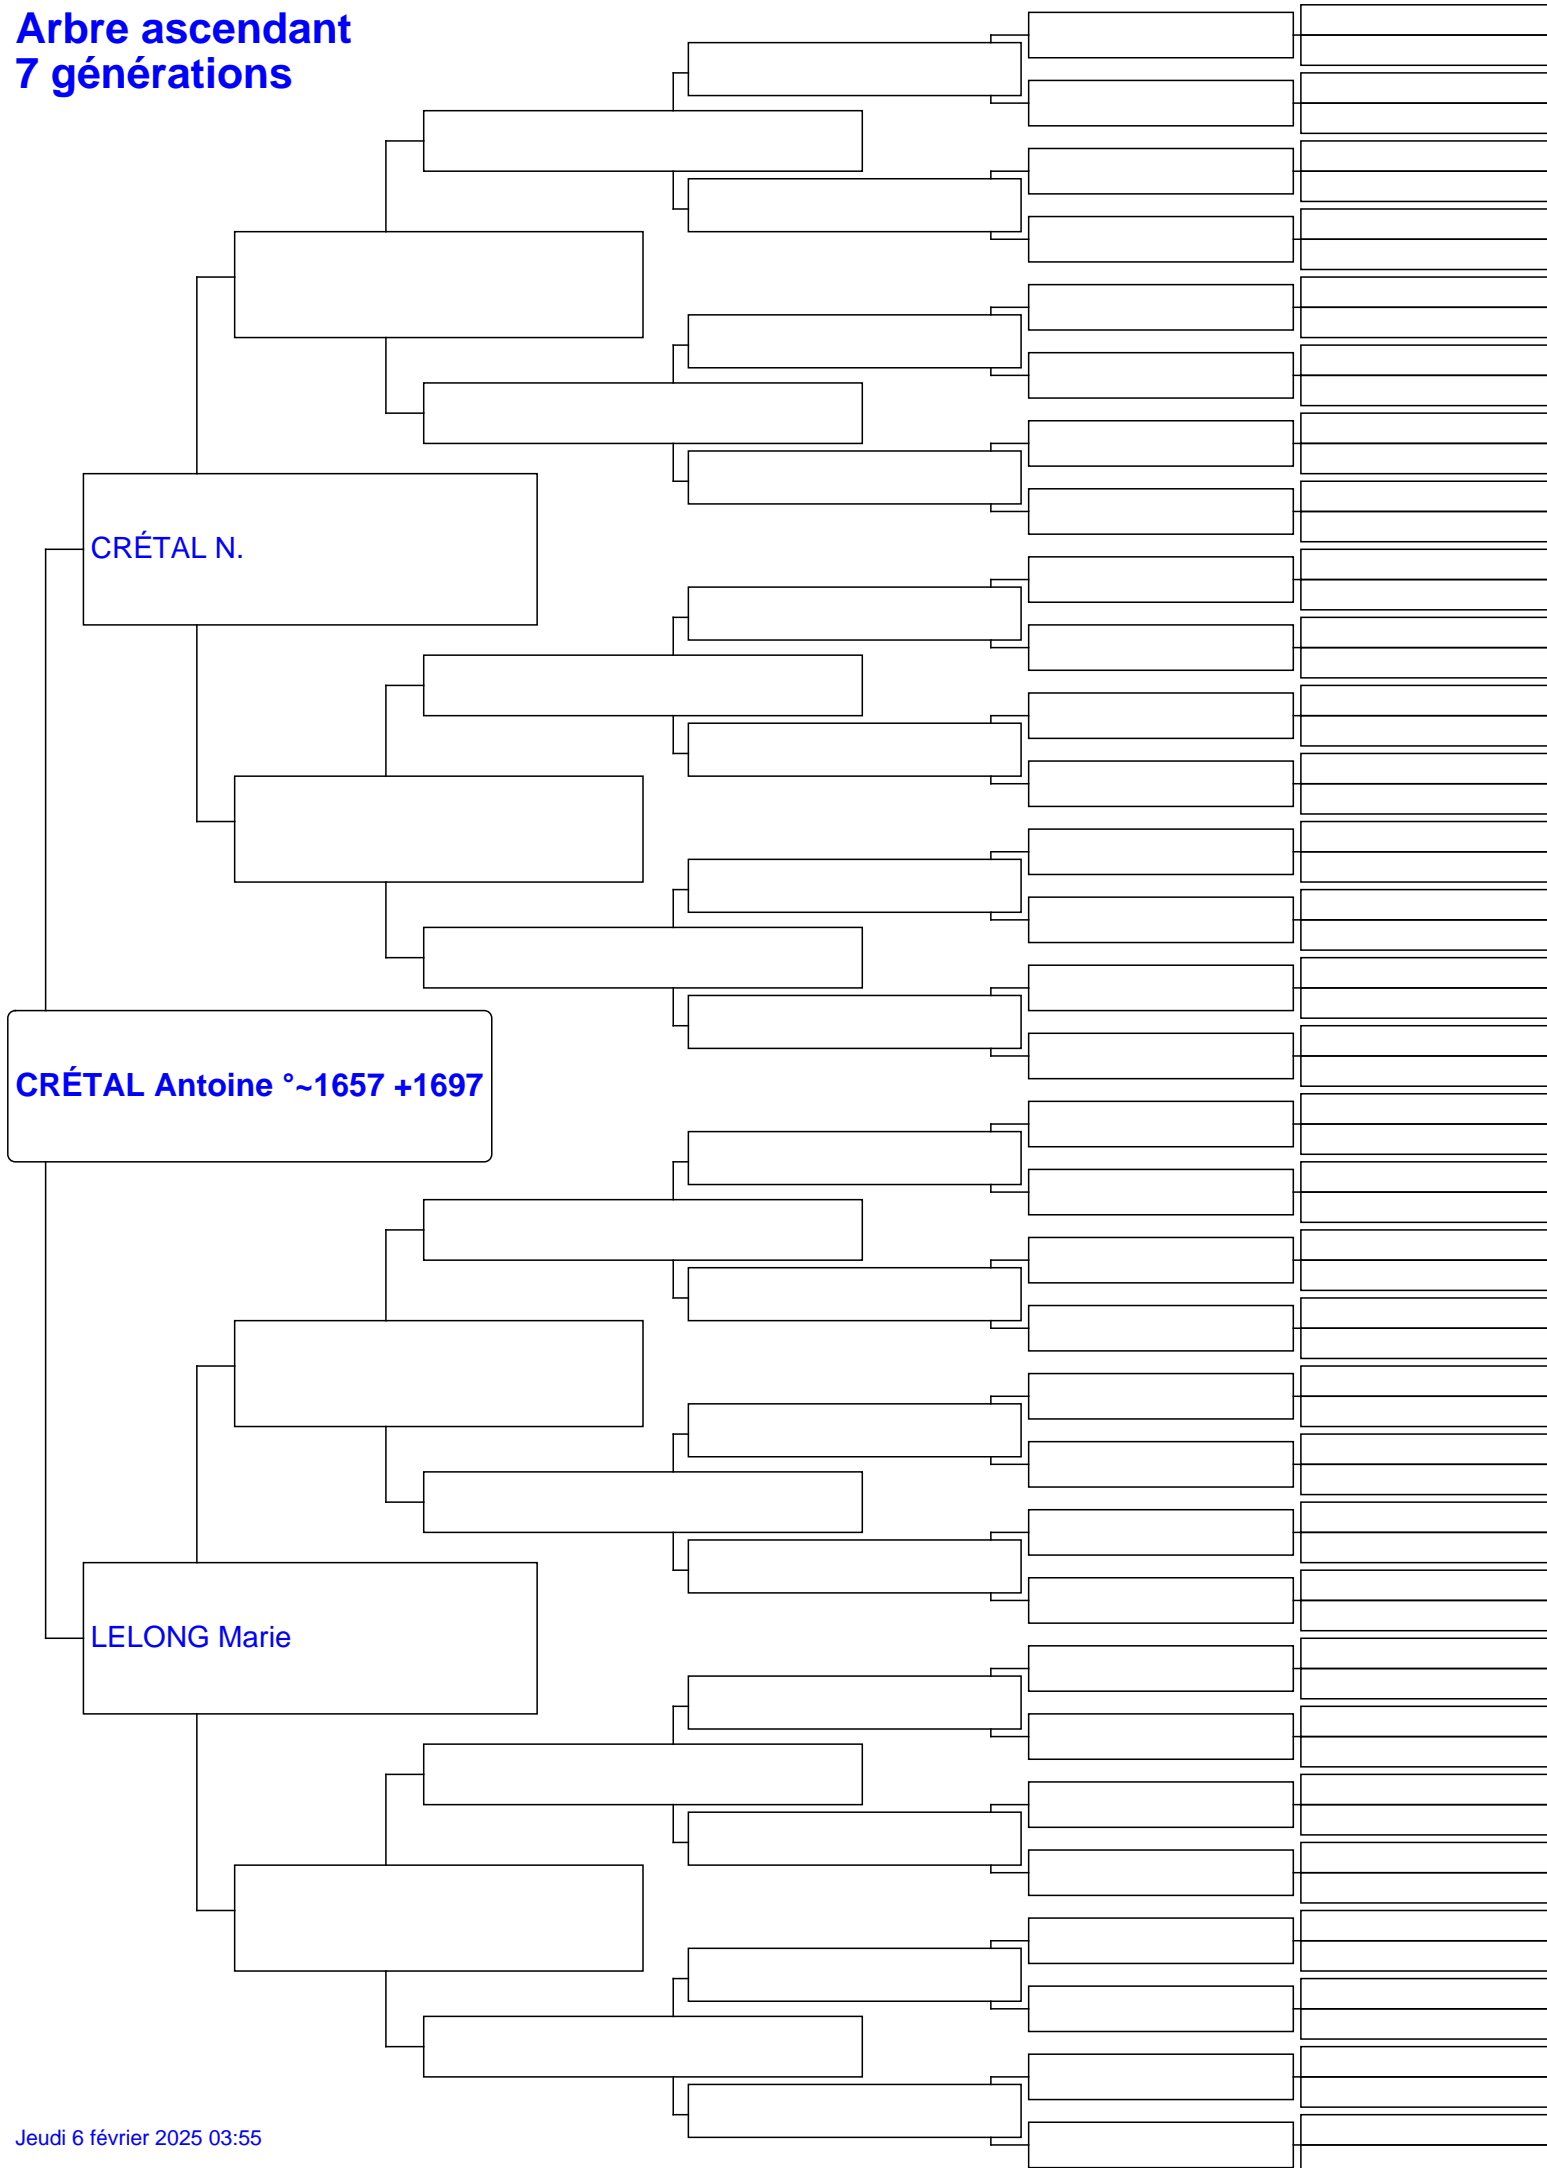 Arbre ascendant
7 générations
CRÉTAL N.
CRÉTAL Antoine °~1657 +1697
LELONG Marie
Jeudi 6 février 2025 03:55